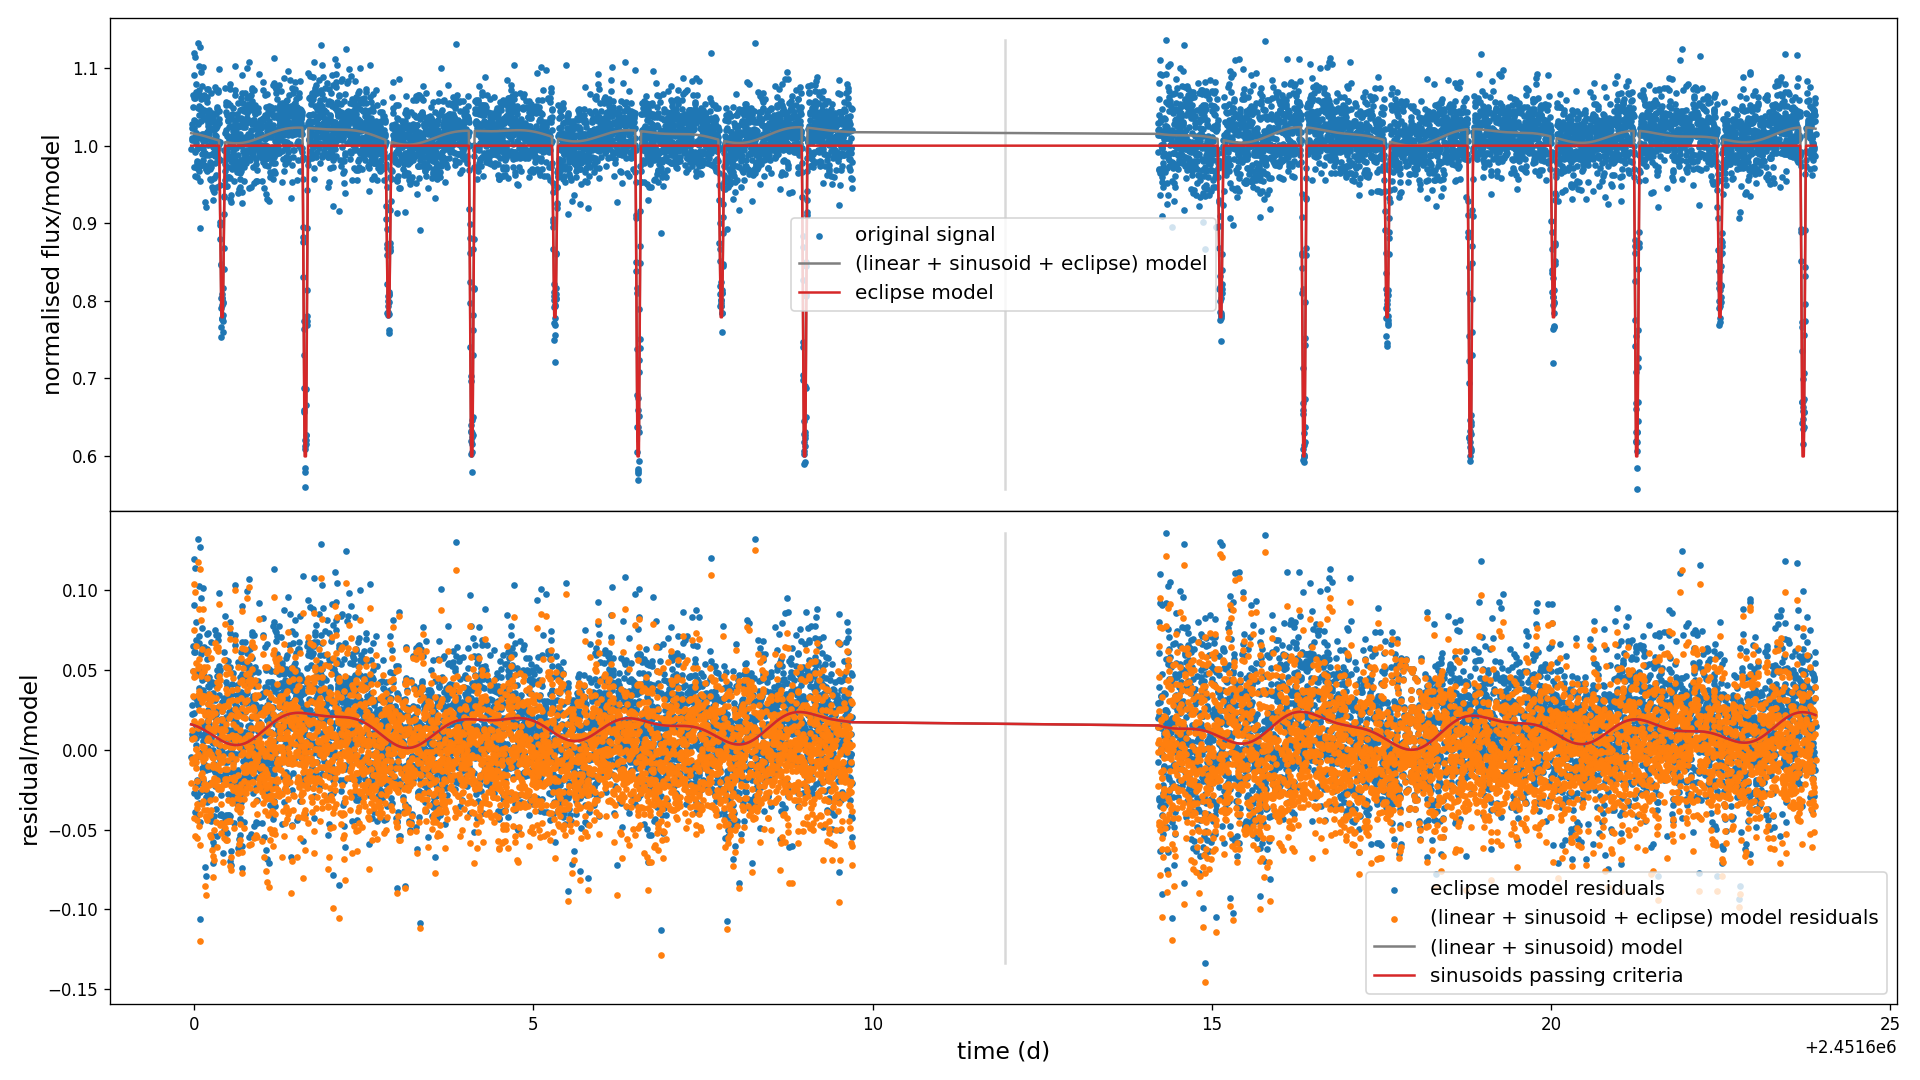 normalised flux/model
1.1
1.0
0.9
0.8
0.7
0.6
original signal
(linear + sinusoid + eclipse) model
eclipse model
residual/model
0.10
0.05
0.00
−0.05
−0.10
−0.15
eclipse model residuals
(linear + sinusoid + eclipse) model residuals
(linear + sinusoid) model
sinusoids passing criteria
0 5 10 15 20 25
time (d)
+2.4516e6